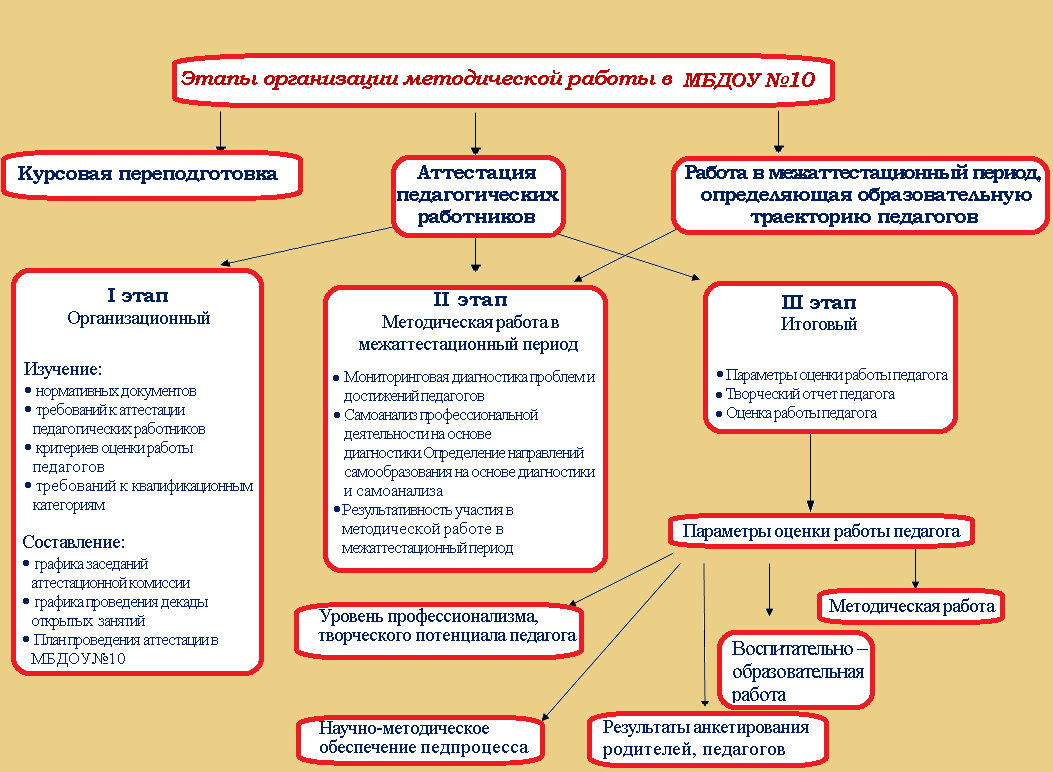 Этапы организации методической работы в МБДОУ №10
Курсовая переподготовка
Аттестация
педагогических
работников
Работа в межаттестационный период,
определяющая образовательную
траекторию педагогов
I этап
Организационный
Изучение:
• нормативных документов
• требований к аттестации
педагогических работников
• критериев оценки работы
педагогов
• требований к квалификационным
категориям
Составление:
• графика заседаний
аттестационной комиссии
• графика проведения декады
открытых занятий
• План проведения аттестации в
МБДОУ№10
II этап
Методическая работа в
межаттестационный период
• Мониторинговая диагностика проблем и
достижений педагогов
• Самоанализ профессиональной
деятельности на основе
диагностики.Определение направлений
самообразования на основе диагностики
и самоанализа
• Результативность участия в
методической работе в
межаттестационный период
III этап
Итоговый
• Параметры оценки работы педагога
• Творческий отчет педагога
• Оценка работы педагога
Параметры оценки работы педагога
Уровень профессионализма,
творческого потенциала педагога
Методическая работа
Воспитательно –
образовательная
работа
Научно-методическое
обеспечение педпроцесса
Результаты анкетирования
родителей, педагогов